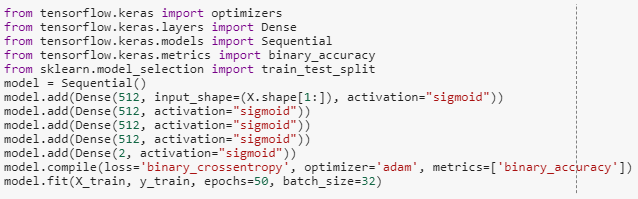 from tensorflow.keras import optimizers
from tensorflow.keras.layers import Dense
from tensorflow.keras.models import Sequential
from tensorflow.keras.metrics import binary_accuracy
from sklearn.model_selection import train_test_split
model = Sequential()
model.add(Dense(512, input_shape=(X.shape[1:]), activation="sigmoid"))
model.add(Dense(512, activation="sigmoid"))
model.add(Dense(512, activation="sigmoid"))
model.add(Dense(512, activation="sigmoid"))
model.add(Dense(2, activation="sigmoid"))
model.compile(loss='binary_crossentropy', optimizer='adam', metrics=['binary_accuracy'])
model.fit(X_train, y_train, epochs=50, batch_size=32)